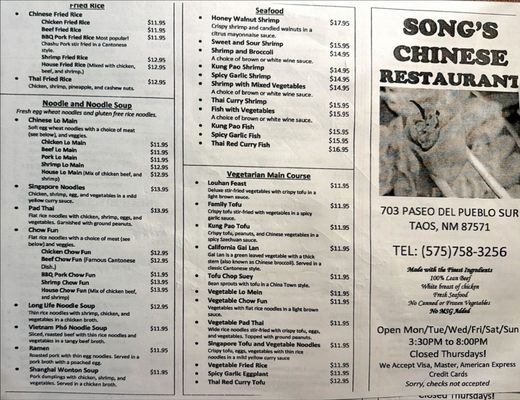 Fried Rice
Chinese Fried Rice
Chicken Fried Rice $11.95
Beef Fried Rice $11.95
BBQ Pork Fried Rice Most popular! $11.95
Chashu Pork stir fried in a Cantonese
style.
Shrimp Fried Rice $12.95
House Fried Rice (Mixed with chicken, $12.95
beef, and shrimp.)
Thai Fried Rice $12.95
Chicken, shrimp, pineapple, and cashew nuts.
Noodle and Noodle Soup
Fresh egg wheat noodles and gluten free rice noodles.
Chinese Lo Main
Soft egg wheat noodles with a choice of meat
(see below), and veggies.
Chicken Lo Main $11.95
Beef Lo Main $11.95
Pork Lo Main $11.95
Shrimp Lo Main $12.95
House Lo Main (Mix of chicken, beef, and $12.95
shrimp)
Singapore Noodles $13.95
Chicken, shrimp, egg, and vegetables in a mild
yellow curry sauce.
Pad Thai $13.95
Flat rice noodles with chicken, shrimp, eggs, and
vegetables. Garnished with ground peanuts.
Chow Fun
Flat rice noodles with a choice of meat (see
below) and veggies.
Chicken Chow Fun $12.95
Beef Chow Fun (Famous Cantonese $12.95
Dish.)
BBQ Pork Chow Fun $12.95
Shrimp Chow Fun $13.95
House Chow Fun (Mix of chicken, beef, $13.95
and shrimp)
Long Life Noodle Soup $12.95
Thin rice noodles with shrimp, chicken, and
vegetables in a chicken broth.
Vietnam Phó Noodle Soup $12.95
Sliced, roasted beef with thin rice noodles and
vegetables in a tangy beef broth.
Ramen $12.95
Roasted pork with thin egg noodles. Served in a
pork broth with a poached egg.
Shanghai Wonton Soup $12.95
Pork dumplings with chicken, shrimp, and
vegetables. Served in a chicken broth.
Seafood
Honey Walnut Shrimp $17.95
Crispy shrimp and candied walnuts in a
citrus mayonnaise sauce.
Sweet and Sour Shrimp $14.95
Shrimp and Broccoli $14.95
A choice of brown or white wine sauce.
Kung Pao Shrimp $14.95
Spicy Garlic Shrimp $14.95
Shrimp with Mixed Vegetables $14.95
A choice of brown or white wine sauce.
Thai Curry Shrimp $15.95
Fish with Vegetables $15.95
A choice of brown or white wine sauce.
Kung Pao Fish $15.95
Spicy Garlic Fish $15.95
Thai Red Curry Fish $16.95
Vegetarian Main Course
Louhan Feast $11.95
Deluxe stir-fried vegetables with crispy tofu in a
light brown sauce.
Family Tofu $11.95
Crispy tofu stir-fried with vegetables in a spicy
garlic sauce.
Kung Pao Tofu $11.95
Crispy tofu, peanuts, and Chinese vegetables in a
spicy Szechuan sauce.
California Gai Lan $11.95
Gai Lan is a green leaved vegetable with a thick
stem (also known as Chinese broccoli). Served in a
classic Cantonese style.
Tofu Chop Suey $11.95
Bean sprouts with tofu in a China Town style.
Vegetable Lo Mein $11.95
Vegetable Chow Fun $11.95
Vegetables with flat rice noodles in a light brown
sauce.
Vegetable Pad Thai $11.95
Wide rice noodles stir-fried with crispy tofu, eggs,
and vegetables. Topped with ground peanuts.
Singapore Tofu and Vegetable Noodles $11.95
Crispy tofu, eggs, vegetables with thin rice
noodles in a mild yellow curry sauce
Vegetable Fried Rice $11.95
Spicy Garlic Eggplant $11.95
Thai Red Curry Tofu $12.95
SONG'S
CHINESE
RESTAURANT
703 PASEO DEL PUEBLO SUR
TAOS, NM 87571
TEL: (575)758-3256
Made with the Finest Ingredients
100% Lean Beef
White breast of chicken
Fresh Seafood
No Canned or Frozen Vegetables
No MSG Added
Open Mon/Tue/Wed/Fri/Sat/Sun
3:30PM to 8:00PM
Closed Thursdays!
We Accept Visa, Master, American Express
Credit Cards
Sorry, checks not accepted
Closed Thursdays!